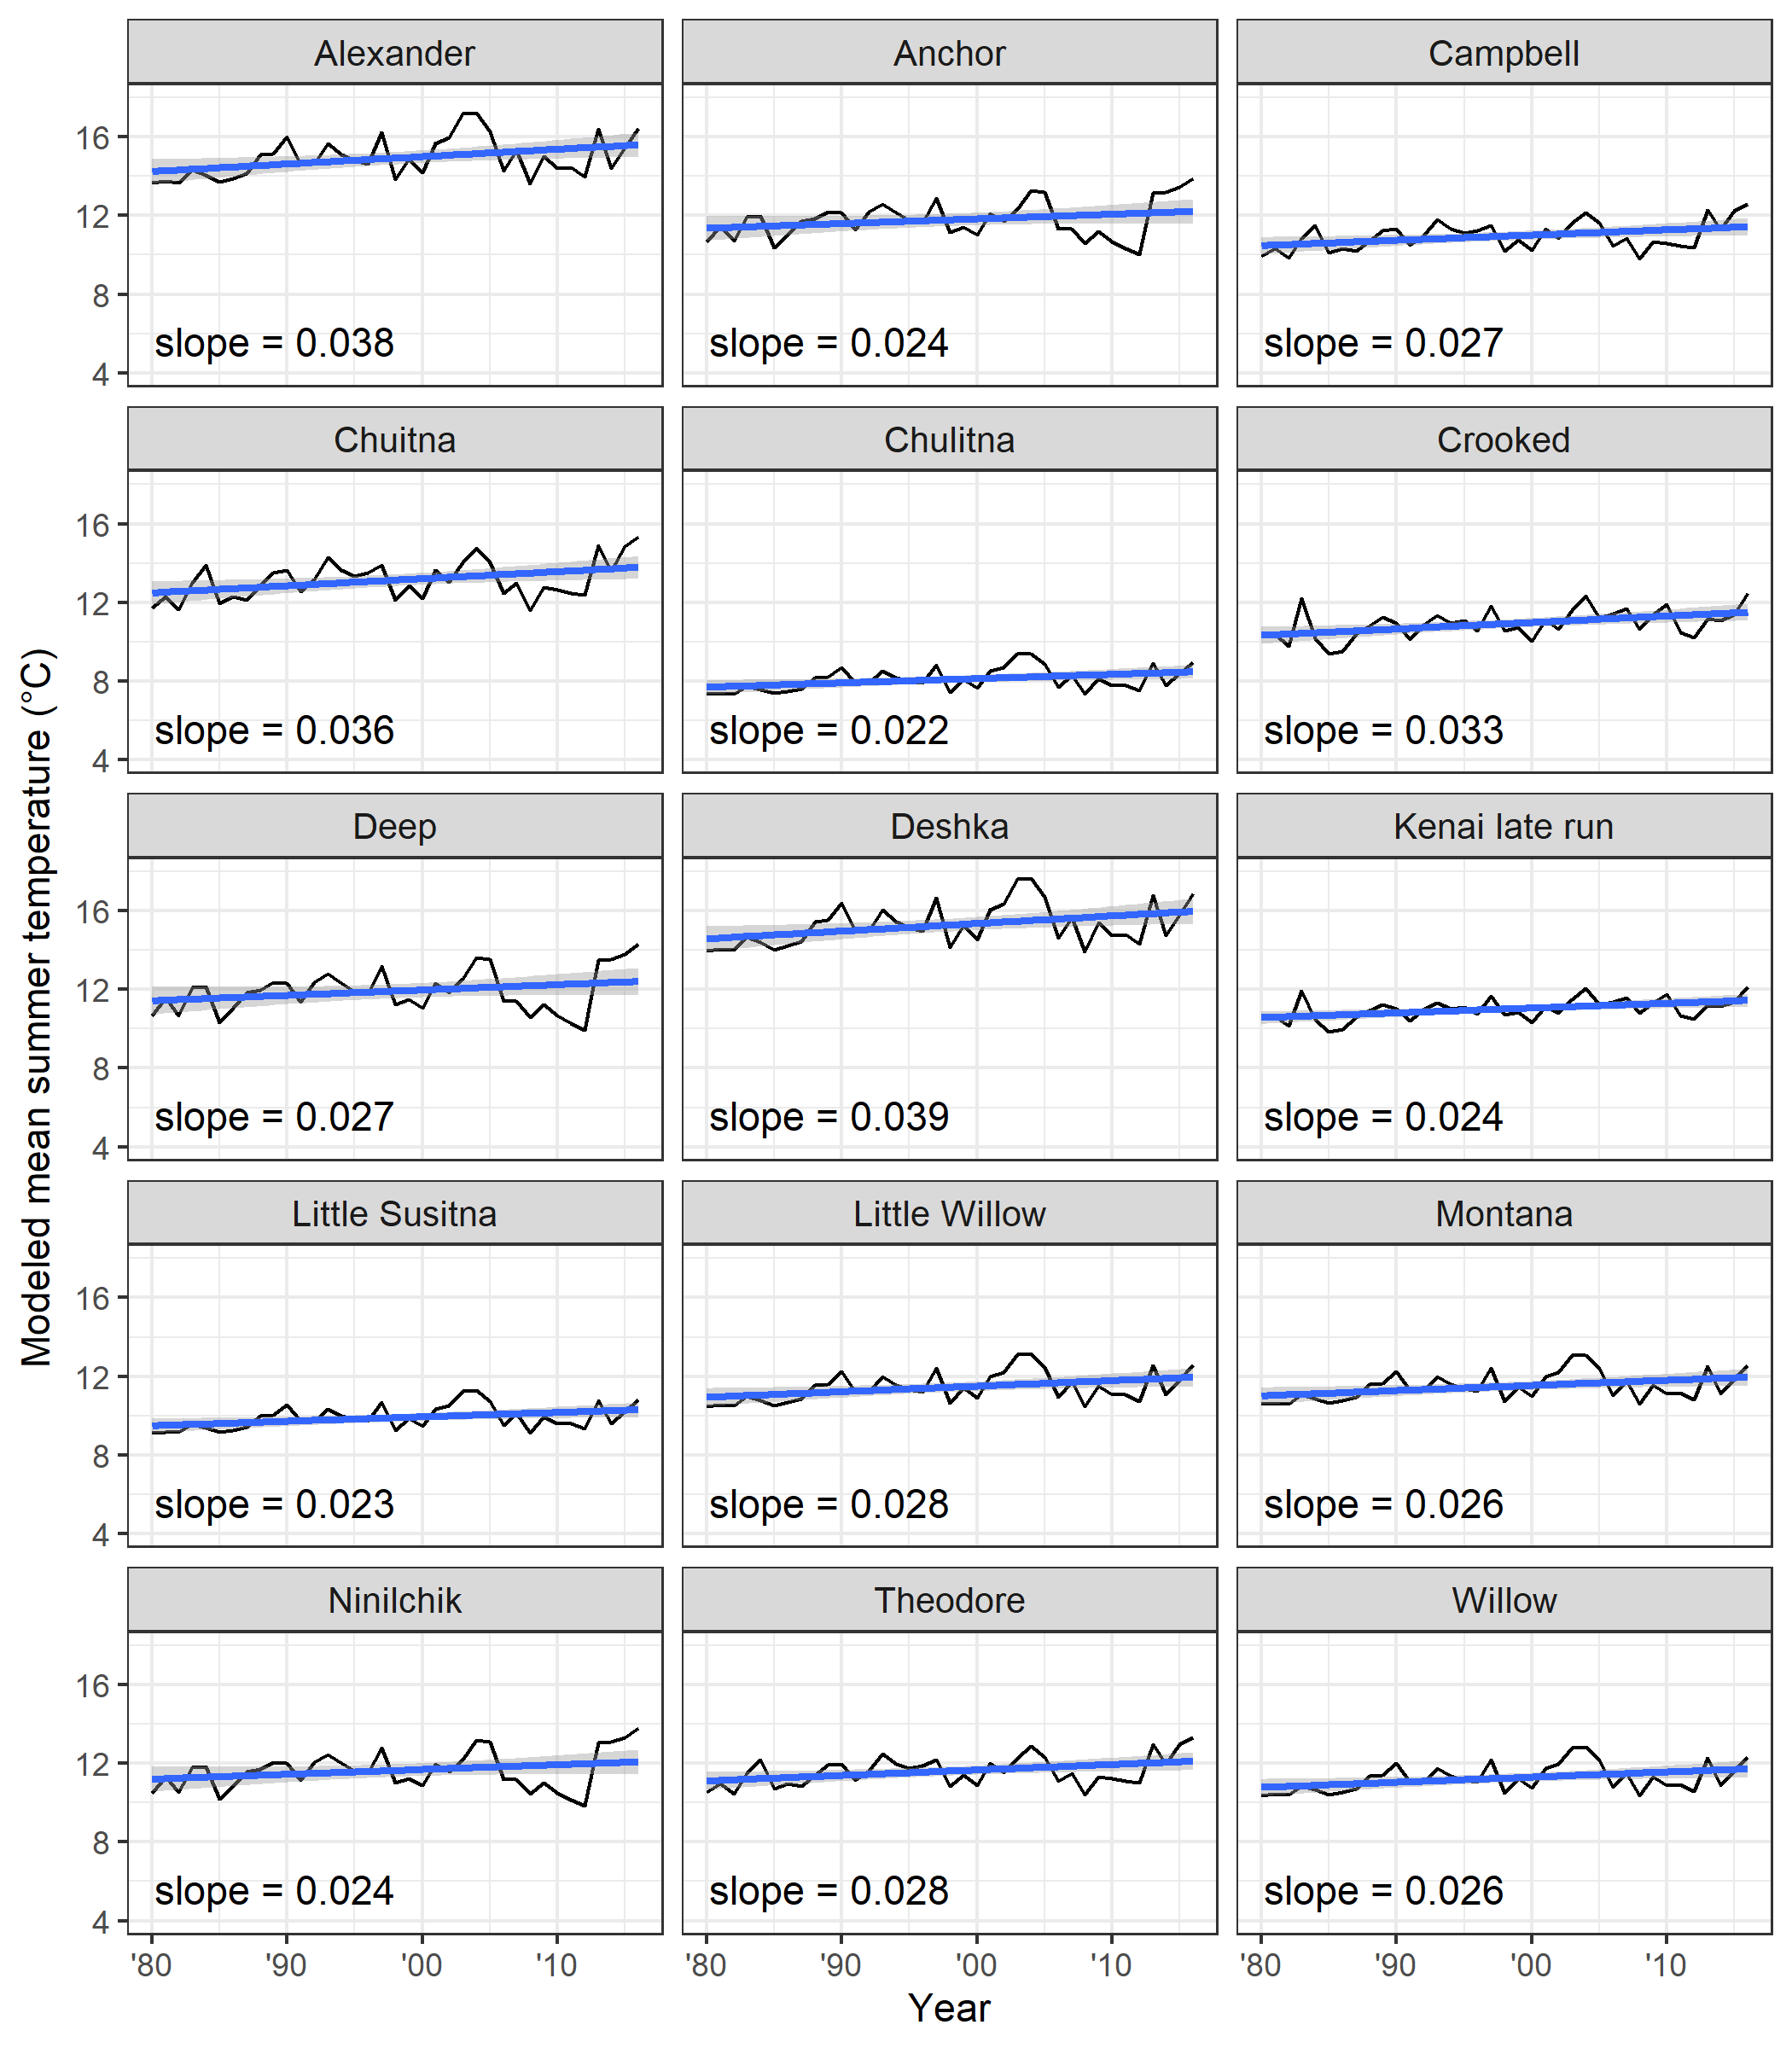 Alexander
Anchor
Campbell
16
12
8
4
slope = 0.038
slope = 0.024
slope = 0.027
Chuitna
Chulitna
Crooked
16
12
8
4
slope = 0.036
slope = 0.022
slope = 0.033
Deep
Deshka
Kenai late run
16
12
8
4
slope = 0.027
slope = 0.039
slope = 0.024
Little Susitna
Little Willow
Montana
16
12
8
4
slope = 0.023
slope = 0.028
slope = 0.026
Ninilchik
Theodore
Willow
16
12
8
4
slope = 0.024
slope = 0.028
slope = 0.026
'80 '90 '00 '10
'80 '90 '00 '10
'80 '90 '00 '10
Year
Modeled mean summer temperature (°C)